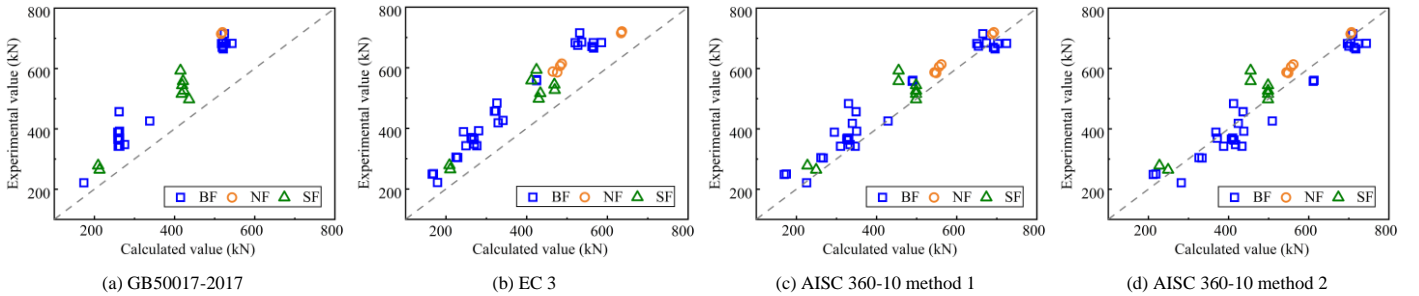 800
600
400
200
Experimental value (kN)
BF NF SF
200 400 600 800
Calculated value (kN)
(a) GB50017-2017
800
600
400
200
Experimental value (kN)
BF NF SF
200 400 600 800
Calculated value (kN)
(b) EC 3
800
600
400
200
Experimental value (kN)
BF NF SF
200 400 600 800
Calculated value (kN)
(c) AISC 360-10 method 1
800
600
400
200
Experimental value (kN)
BF NF SF
200 400 600 800
Calculated value (kN)
(d) AISC 360-10 method 2